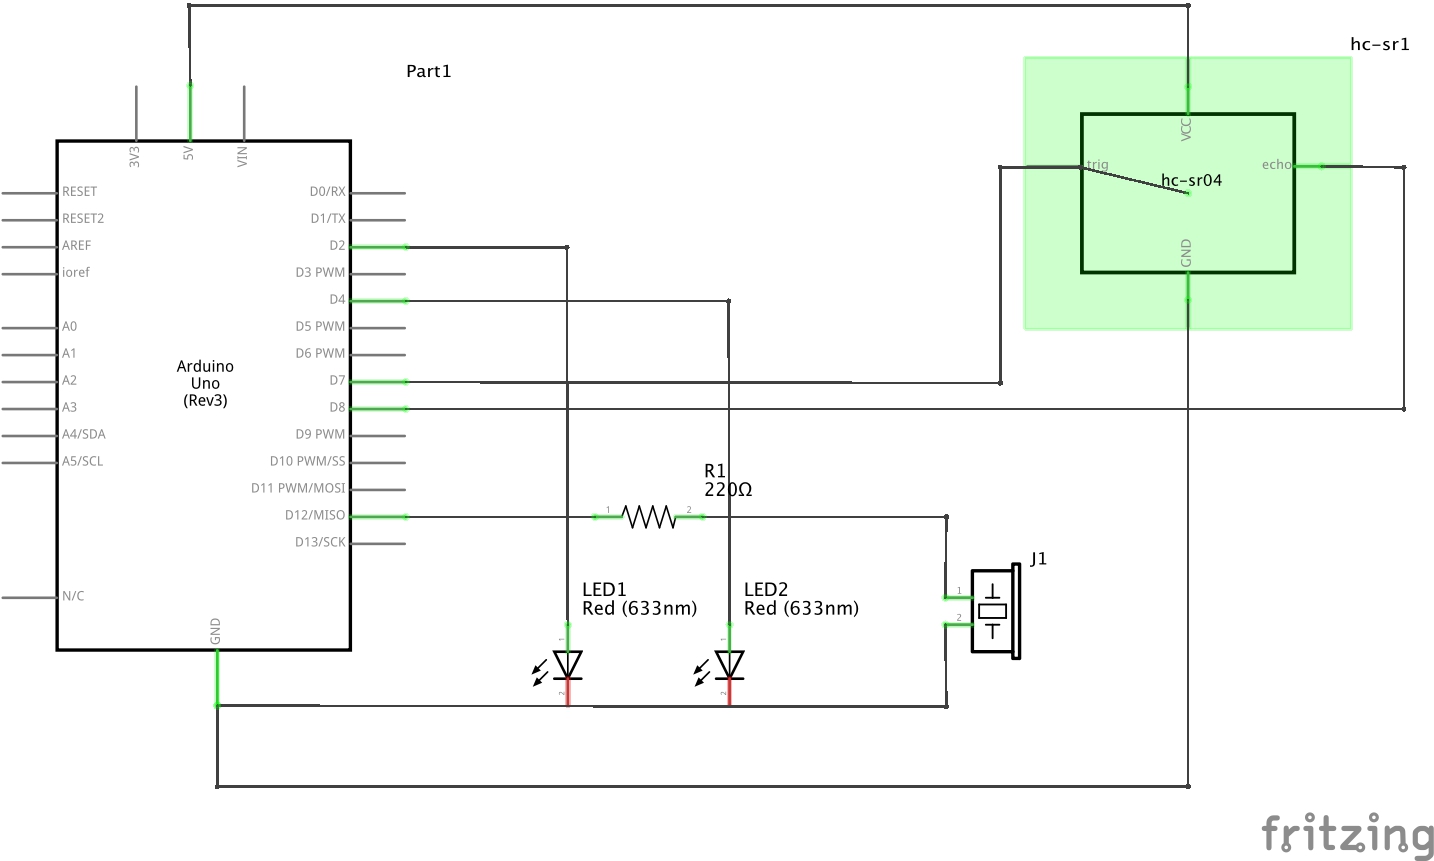 hc-sr1
Part1
3V3
5V
VIN
VCC
RESET
RESET2
AREF
ioref
A0
A1
A2
A3
A4/SDA
A5/SCL
N/C
Arduino
Uno
(Rev3)
D0/RX
D1/TX
D2
D3 PWM
D4
D5 PWM
D6 PWM
D7
D8
D9 PWM
D10 PWM/SS
D11 PWM/MOSI
D12/MISO
D13/SCK
GND
trig
echo
hc-sr04
GND
R1
220Ω
1
2
LED1
Red (633nm)
1
2
LED2
Red (633nm)
1
2
J1
1
2
fritzing